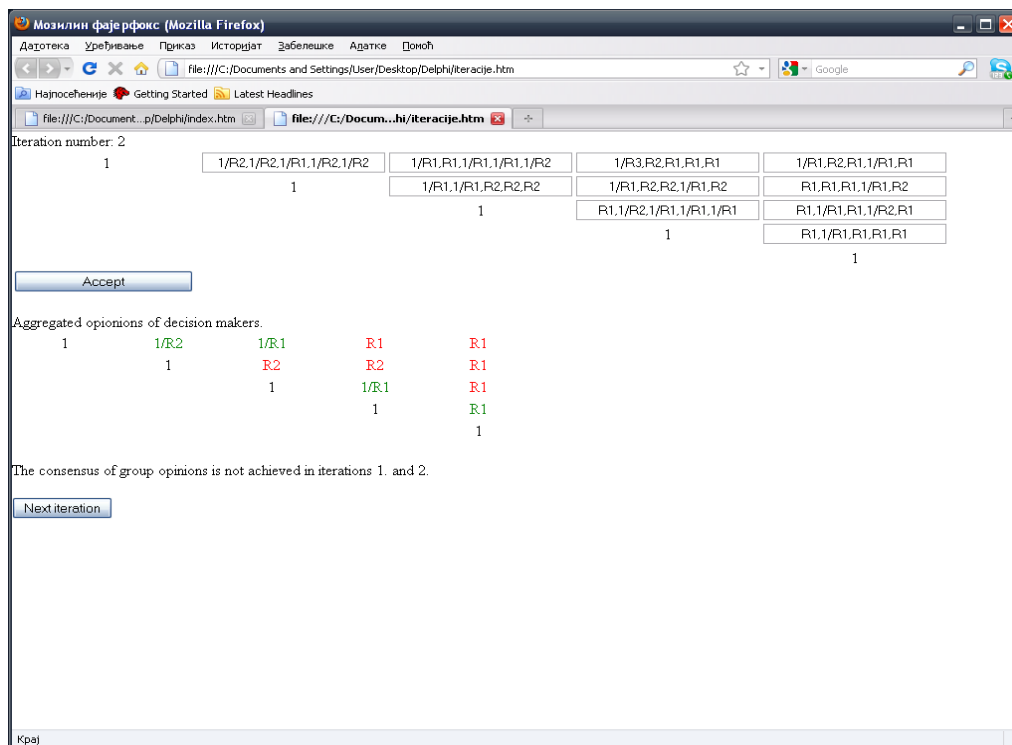 Мозилин фајерфокс (Mozilla Firefox)
Датотека Уређивање Приказ Историјат Забелешке Алатке Помоћ
file:///C:/Documents and Settings/User/Desktop/Delphi/iteracije.htm Google
Најпосећеније Getting Started Latest Headlines
file:///C:/Document...p/Delphi/index.htm file:///C:/Docum...hi/iteracije.htm
Iteration number: 2
1 1/R2,1/R2,1/R1,1/R2,1/R2 1/R1,R1,1/R1,1/R1,1/R2 1/R3,R2,R1,R1,R1 1/R1,R2,R1,1/R1,R1
1 1/R1,1/R1,R2,R2,R2 1/R1,R2,R2,1/R1,R2 R1,R1,R1,1/R1,R2
1 R1,1/R2,1/R1,1/R1,1/R1 R1,1/R1,R1,1/R2,R1
1 R1,1/R1,R1,R1,R1
1
Accept
Aggregated opionions of decision makers.
1 1/R2 1/R1 R1 R1
1 R2 R2 R1
1 1/R1 R1
1 R1
1
The consensus of group opinions is not achieved in iterations 1. and 2.
Next iteration
Крај